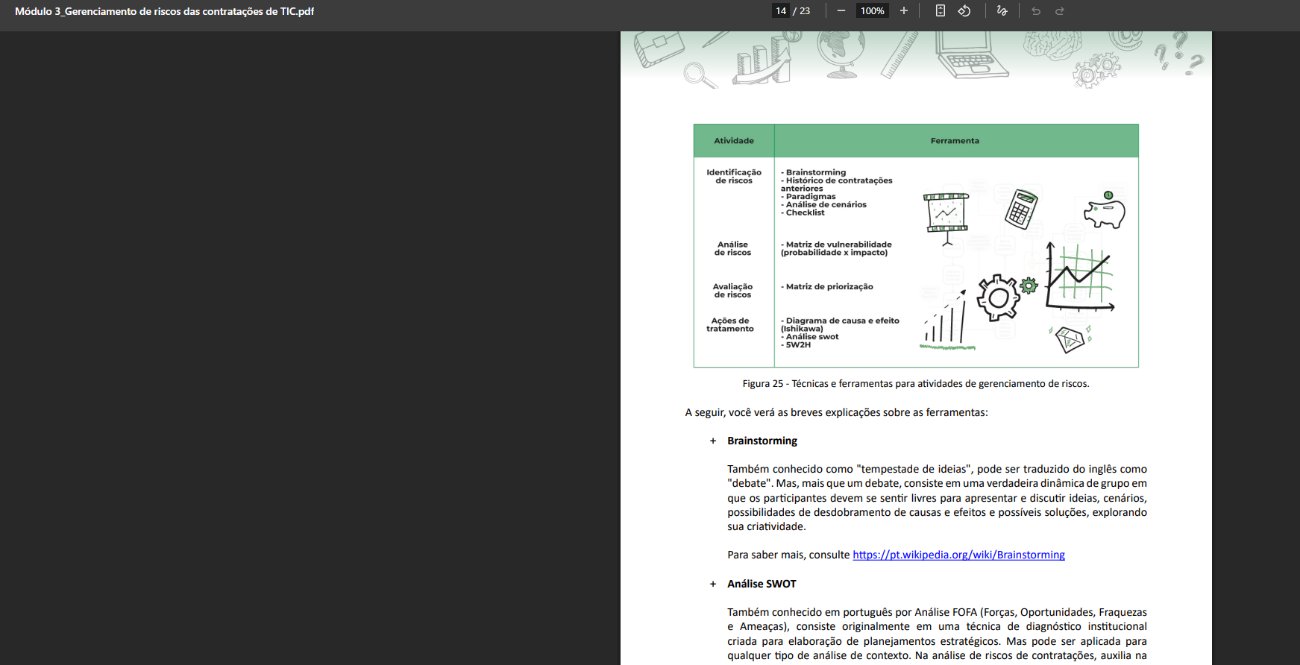 Módulo 3_Gerenciamento de riscos das contratações de TIC.pdf
14 / 23
100%
Atividade
Ferramenta
Identificação
de riscos
- Brainstorming
- Histórico de contratações
anteriores
- Paradigmas
- Análise de cenários
- Checklist
Análise
de riscos
- Matriz de vulnerabilidade
(probabilidade x impacto)
Avaliação
de riscos
- Matriz de priorização
Ações de
tratamento
- Diagrama de causa e efeito
(Ishikawa)
- Análise swot
- 5W2H
Figura 25 - Técnicas e ferramentas para atividades de gerenciamento de riscos.
A seguir, você verá as breves explicações sobre as ferramentas:
+ Brainstorming
Também conhecido como "tempestade de ideias", pode ser traduzido do inglês como
"debate". Mas, mais que um debate, consiste em uma verdadeira dinâmica de grupo em
que os participantes devem se sentir livres para apresentar e discutir ideias, cenários,
possibilidades de desdobramento de causas e efeitos e possíveis soluções, explorando
sua criatividade.
Para saber mais, consulte https://pt.wikipedia.org/wiki/Brainstorming
+ Análise SWOT
Também conhecido em português por Análise FOFA (Forças, Oportunidades, Fraquezas
e Ameaças), consiste originalmente em uma técnica de diagnóstico institucional
criada para elaboração de planejamentos estratégicos. Mas pode ser aplicada para
qualquer tipo de análise de contexto. Na análise de riscos de contratações, auxilia na